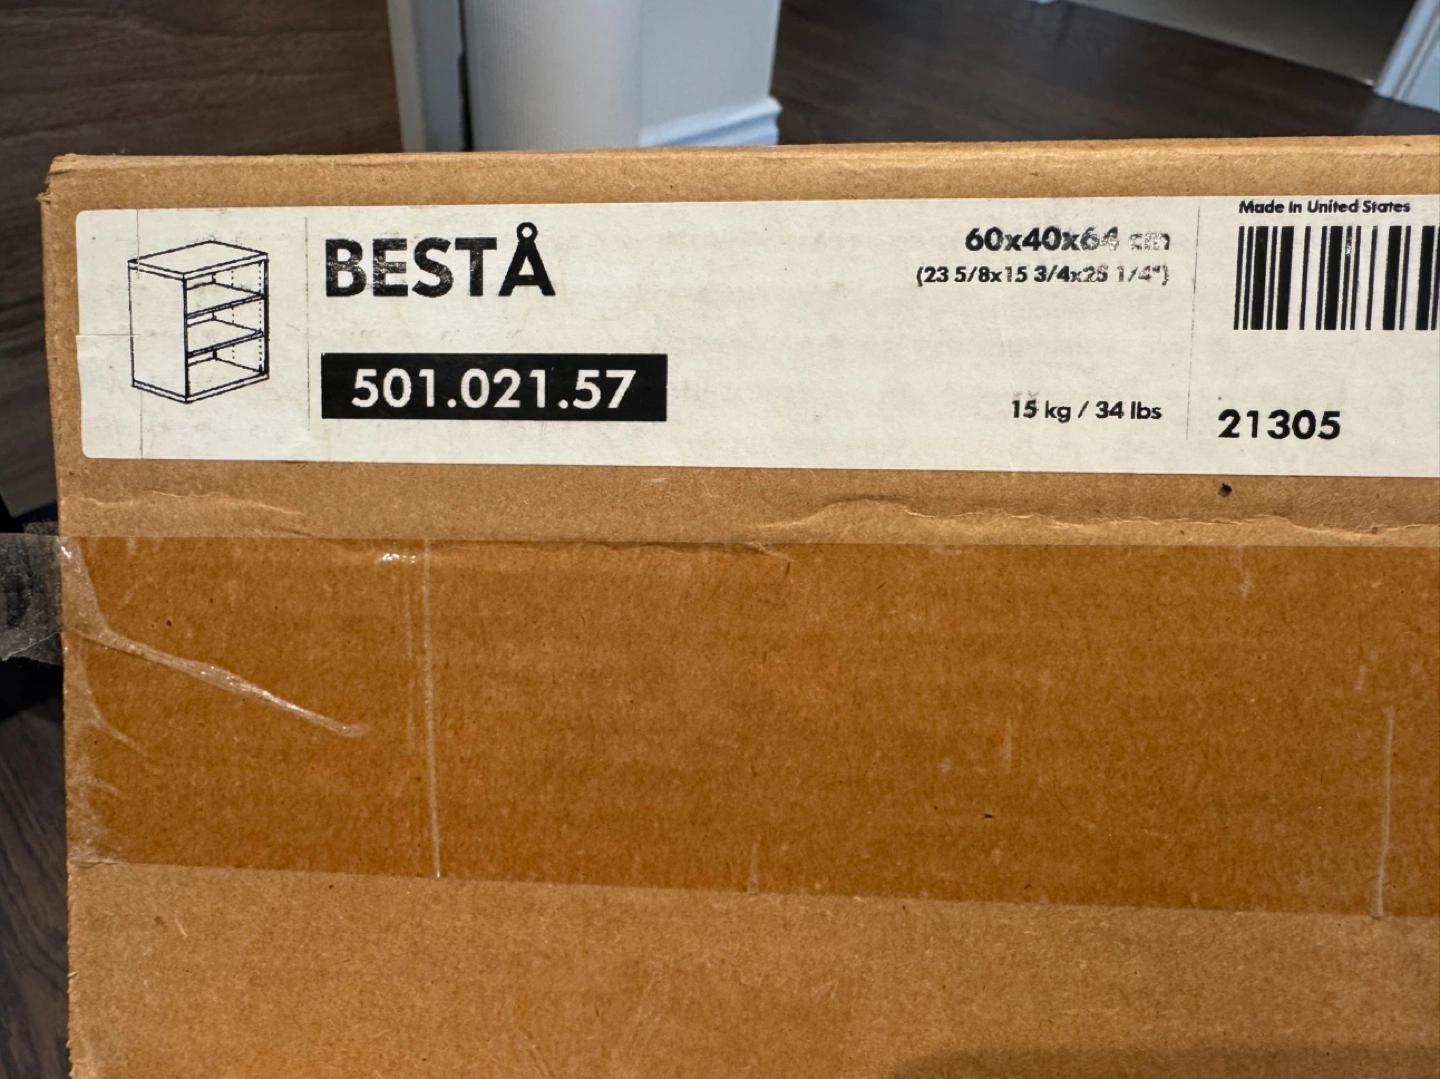 BESTÅ
501.021.57
60x40x64 cm
(23 5/8x15 3/4x25 1/4")
15 kg / 34 lbs
Made in United States
21305